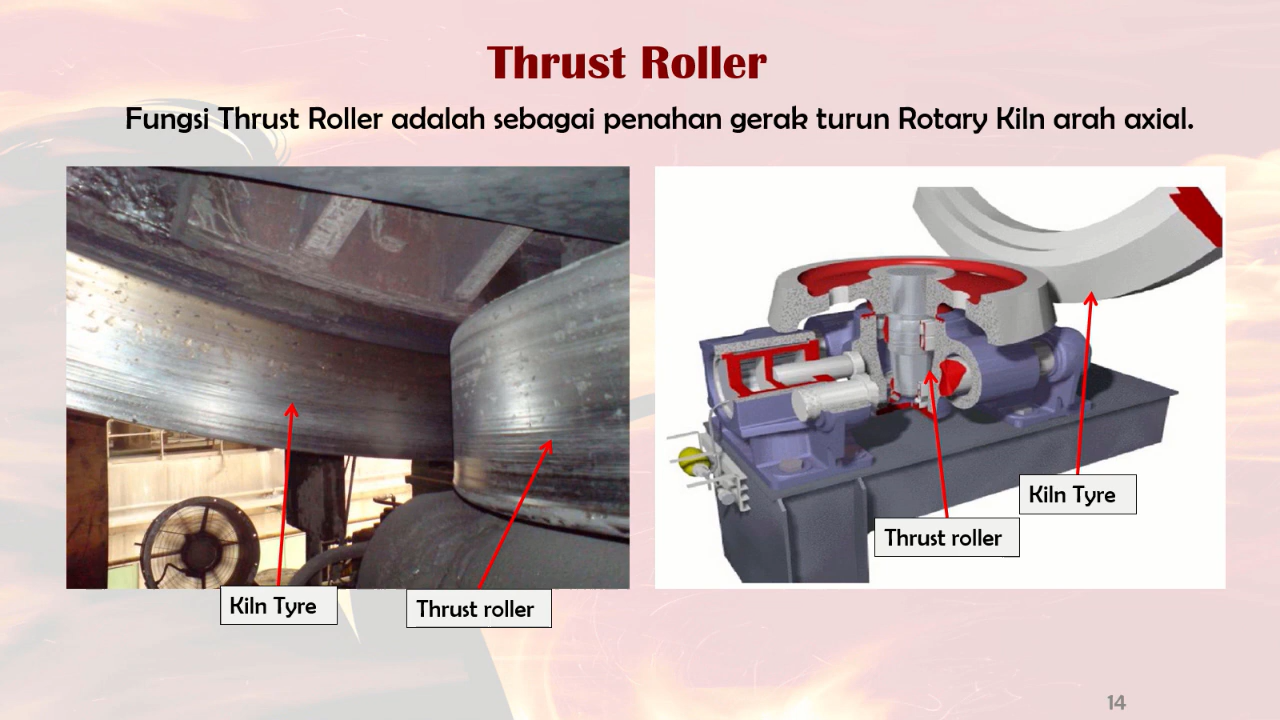 Thrust Roller
Fungsi Thrust Roller adalah sebagai penahan gerak turun Rotary Kiln arah axial.
Kiln Tyre
Thrust roller
Thrust roller
Kiln Tyre
14